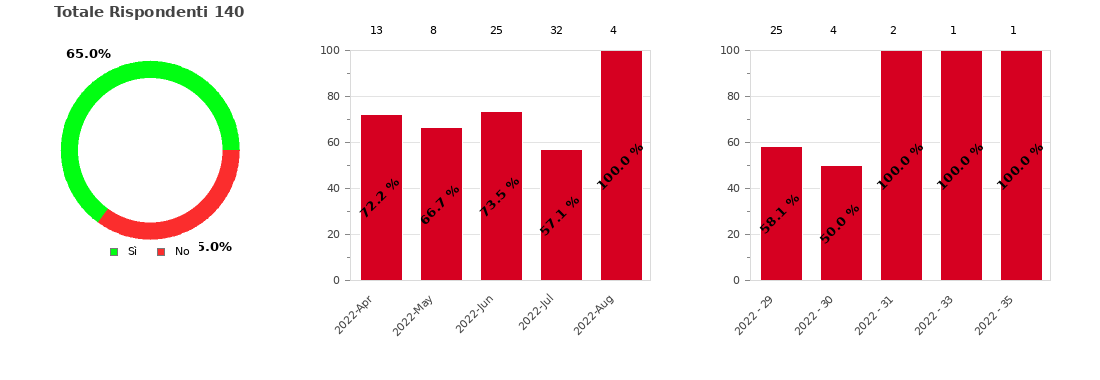 Totale Rispondenti 140
65.0%
5.0%
Sì No
13 8 25 32 4
100
80
60
40
20
0
72.2 % 66.7 % 73.5 % 57.1 % 100.0 %
2022-Apr 2022-May 2022-Jun 2022-Jul 2022-Aug
25 4 2 1 1
100
80
60
40
20
0
58.1 % 50.0 % 100.0 % 100.0 % 100.0 %
2022 - 29 2022 - 30 2022 - 31 2022 - 33 2022 - 35